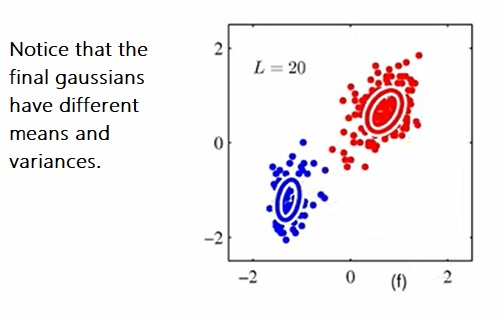 Notice that the
final gaussians
have different
means and
variances.
L = 20
2
0
−2
−2 0 2
(f)